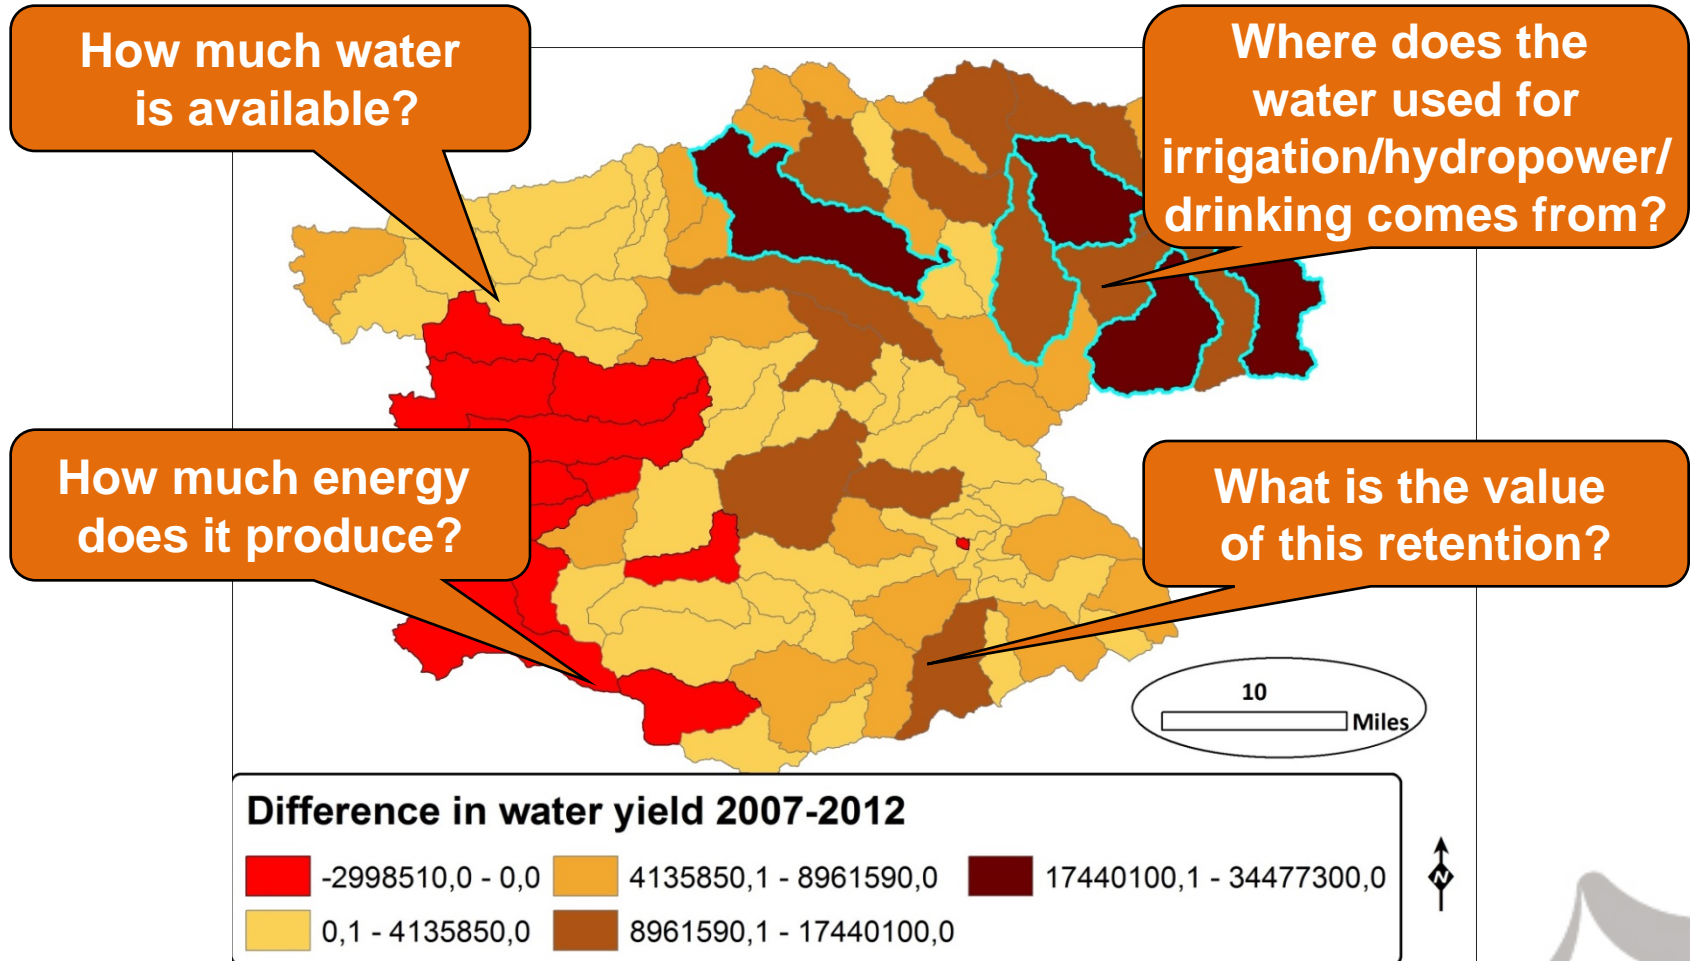 How much water
is available?
Where does the
water used for
irrigation/hydropower/
drinking comes from?
How much energy
does it produce?
What is the value
of this retention?
10
Miles
Difference in water yield 2007-2012
-2998510,0 - 0,0
4135850,1 - 8961590,0
17440100,1 - 34477300,0
0,1 - 4135850,0
8961590,1 - 17440100,0
N